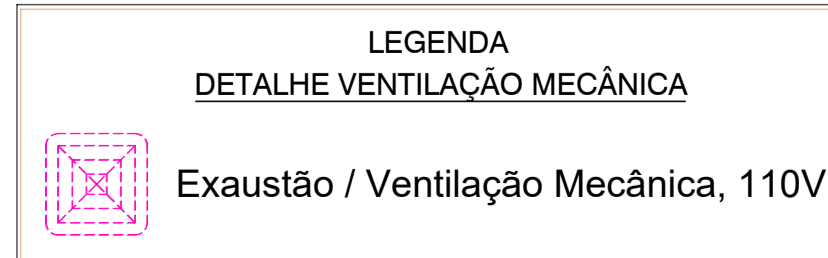 LEGENDA
DETALHE VENTILAÇÃO MECÂNICA
Exaustão / Ventilação Mecânica, 110V